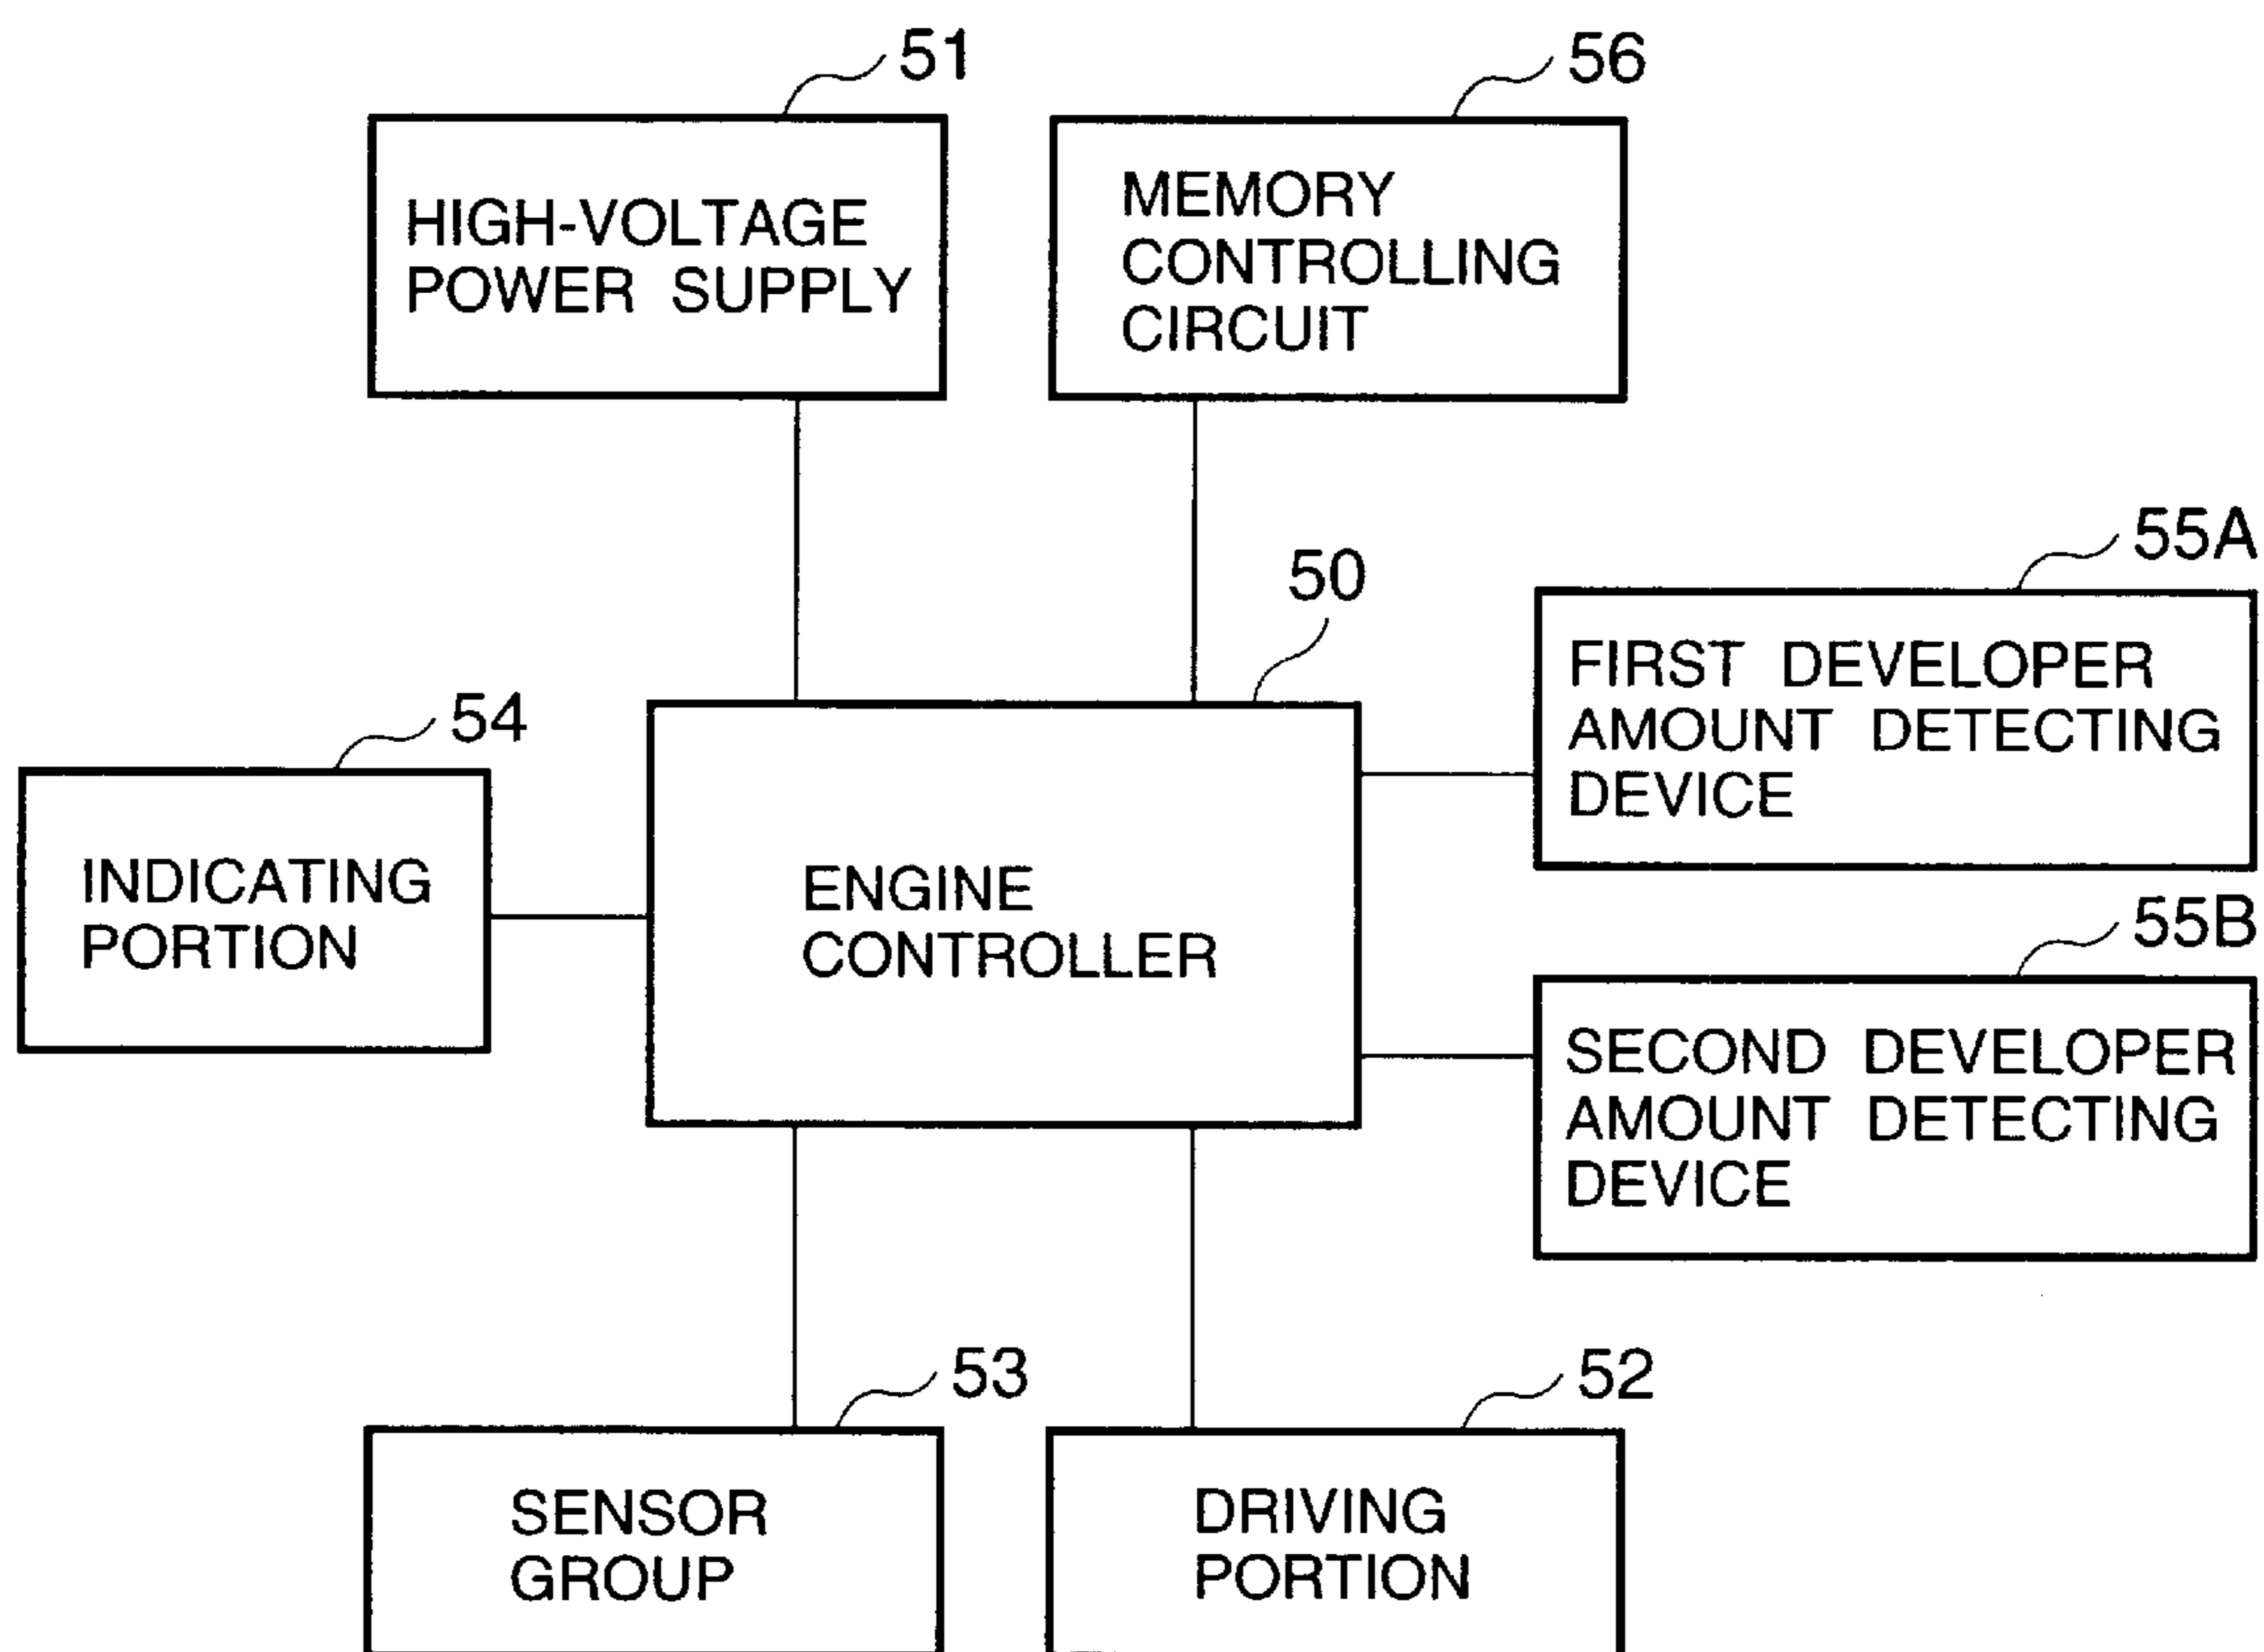 51
HIGH-VOLTAGE
POWER SUPPLY
56
MEMORY
CONTROLLING
CIRCUIT
50
ENGINE
CONTROLLER
55A
FIRST DEVELOPER
AMOUNT DETECTING
DEVICE
54
INDICATING
PORTION
55B
SECOND DEVELOPER
AMOUNT DETECTING
DEVICE
53
SENSOR
GROUP
52
DRIVING
PORTION